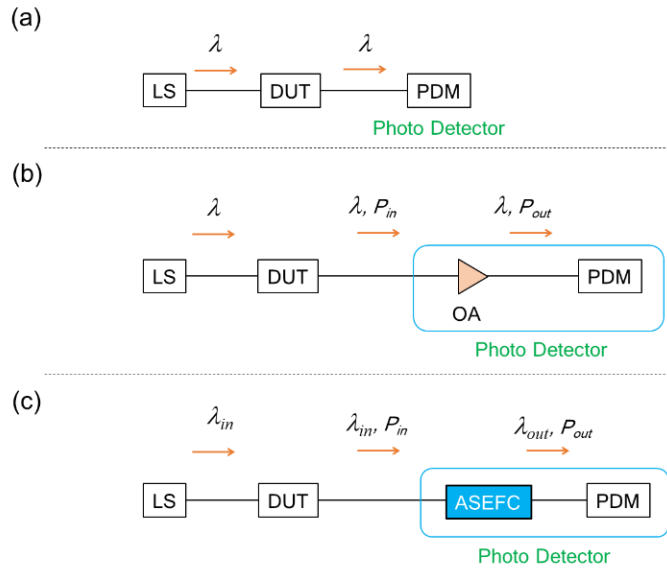 (a)
λ λ
LS DUT PDM
Photo Detector
(b)
λ λ, Pin λ, Pout
LS DUT PDM
OA
Photo Detector
(c)
λin λin, Pin λout, Pout
LS DUT ASEFC PDM
Photo Detector